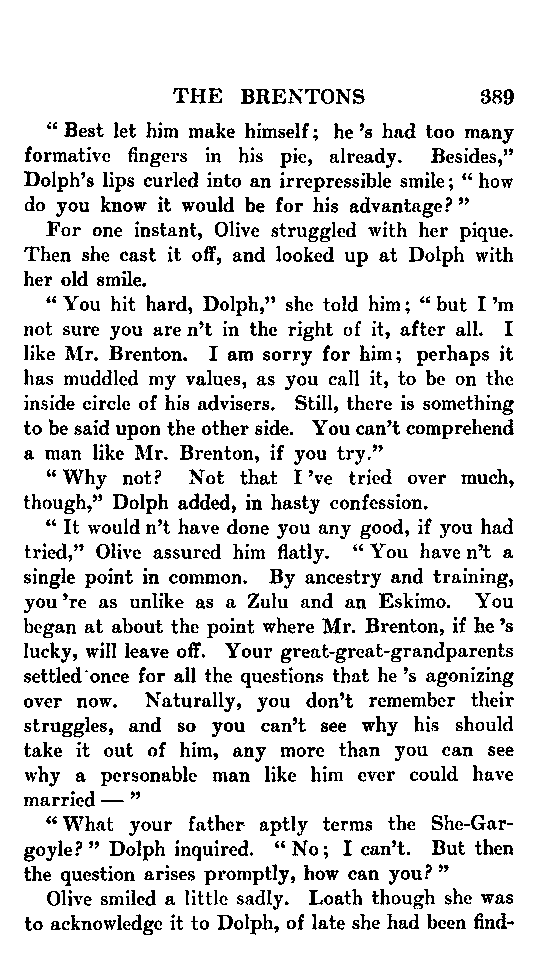 THE BRENTONS 389
“ Best let him make himself; he ’s had too many
formative fingers in his pie, already. Besides,”
Dolph’s lips curled into an irrepressible smile; “ how
do you know it would be for his advantage? ”
For one instant, Olive struggled with her pique.
Then she cast it off, and looked up at Dolph with
her old smile.
“ You hit hard, Dolph,” she told him; “ but I ’m
not sure you are n’t in the right of it, after all. I
like Mr. Brenton. I am sorry for him; perhaps it
has muddled my values, as you call it, to be on the
inside circle of his advisers. Still, there is something
to be said upon the other side. You can’t comprehend
a man like Mr. Brenton, if you try.”
“ Why not? Not that I ’ve tried over much,
though,” Dolph added, in hasty confession.
“ It would n’t have done you any good, if you had
tried,” Olive assured him flatly. “ You have n’t a
single point in common. By ancestry and training,
you ’re as unlike as a Zulu and an Eskimo. You
began at about the point where Mr. Brenton, if he ’s
lucky, will leave off. Your great-great-grandparents
settled once for all the questions that he ’s agonizing
over now. Naturally, you don’t remember their
struggles, and so you can’t see why his should
take it out of him, any more than you can see
why a personable man like him ever could have
married — ”
“ What your father aptly terms the She-Gar-
goyle? ” Dolph inquired. “ No; I can’t. But then
the question arises promptly, how can you? ”
Olive smiled a little sadly. Loath though she was
to acknowledge it to Dolph, of late she had been find-